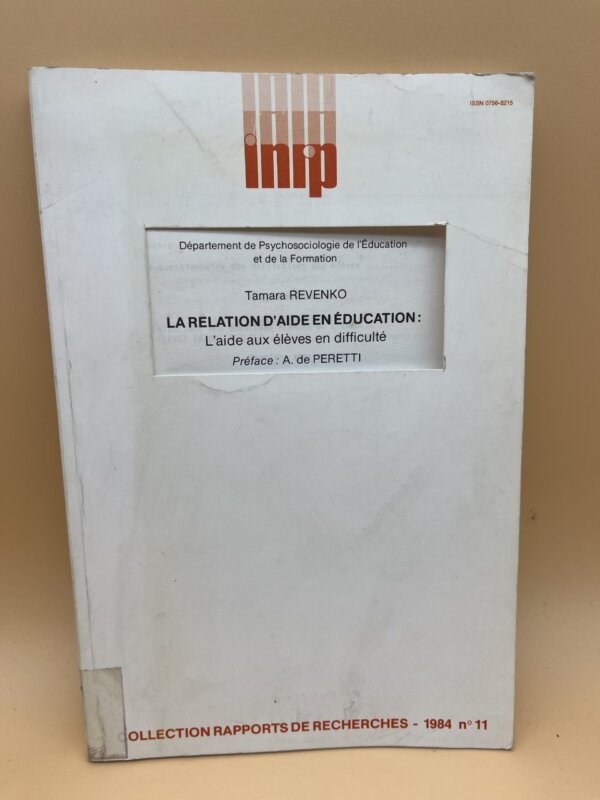 ISSN 0756-8215
inrp
Département de Psychosociologie de l'Éducation
et de la Formation
Tamara REVENKO
LA RELATION D'AIDE EN ÉDUCATION :
L'aide aux élèves en difficulté
Préface : A. de PERETTI
COLLECTION RAPPORTS DE RECHERCHES - 1984 n° 11